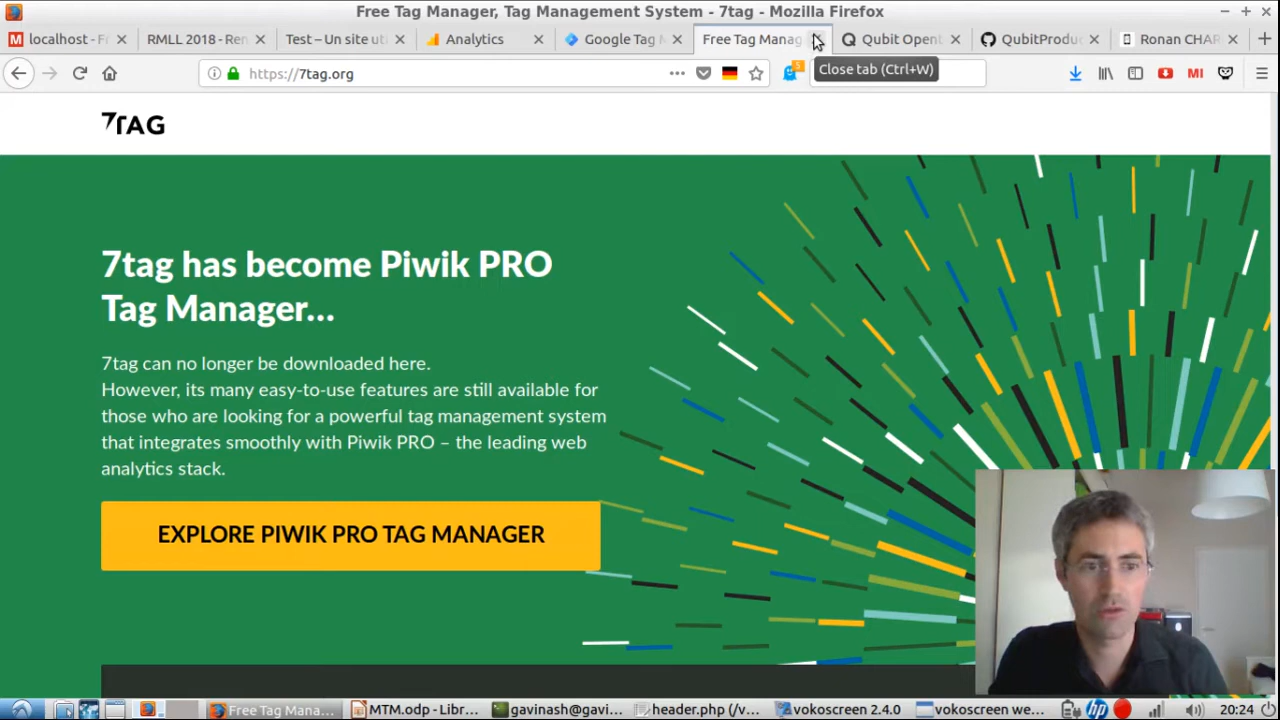 Free Tag Manager, Tag Management System - 7tag - Mozilla Firefox
localhost - F
RMLL 2018 - Ren
Test – Un site ut
Analytics
Google Tag M
Free Tag Manag
Qubit Opent
QubitProdu
Ronan CHAR
https://7tag.org
5
Close tab (Ctrl+W)
MI
7TAG
7tag has become Piwik PRO
Tag Manager...
7tag can no longer be downloaded here.
However, its many easy-to-use features are still available for
those who are looking for a powerful tag management system
that integrates smoothly with Piwik PRO – the leading web
analytics stack.
EXPLORE PIWIK PRO TAG MANAGER
Free Tag Mana...
MTM.odp - Libr...
gavinash@gavi...
header.php (/v...
vokoscreen 2.4.0
vokoscreen we...
hp
20:24